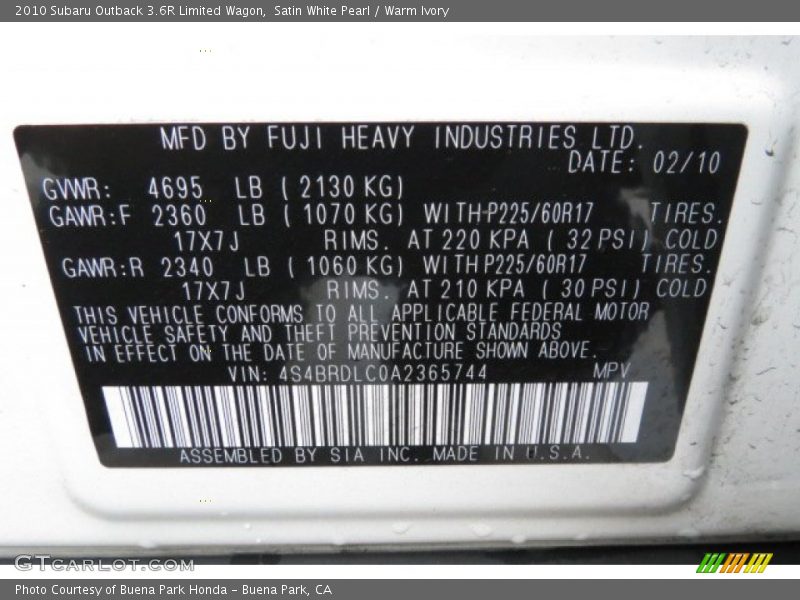 2010 Subaru Outback 3.6R Limited Wagon, Satin White Pearl / Warm Ivory
MFD BY FUJI HEAVY INDUSTRIES LTD.
DATE: 02/10
GVWR: 4695 LB ( 2130 KG)
GAWR:F 2360 LB ( 1070 KG) WITH P225/60R17 TIRES.
17X7J RIMS. AT 220 KPA ( 32 PSI) COLD
GAWR:R 2340 LB ( 1060 KG) WITH P225/60R17 TIRES.
17X7J RIMS. AT 210 KPA ( 30 PSI) COLD
THIS VEHICLE CONFORMS TO ALL APPLICABLE FEDERAL MOTOR
VEHICLE SAFETY AND THEFT PREVENTION STANDARDS
IN EFFECT ON THE DATE OF MANUFACTURE SHOWN ABOVE.
VIN: 4S4BRDLC0A2365744 MPV
ASSEMBLED BY SIA INC. MADE IN U.S.A.
GTCARLOT.COM
Photo Courtesy of Buena Park Honda - Buena Park, CA